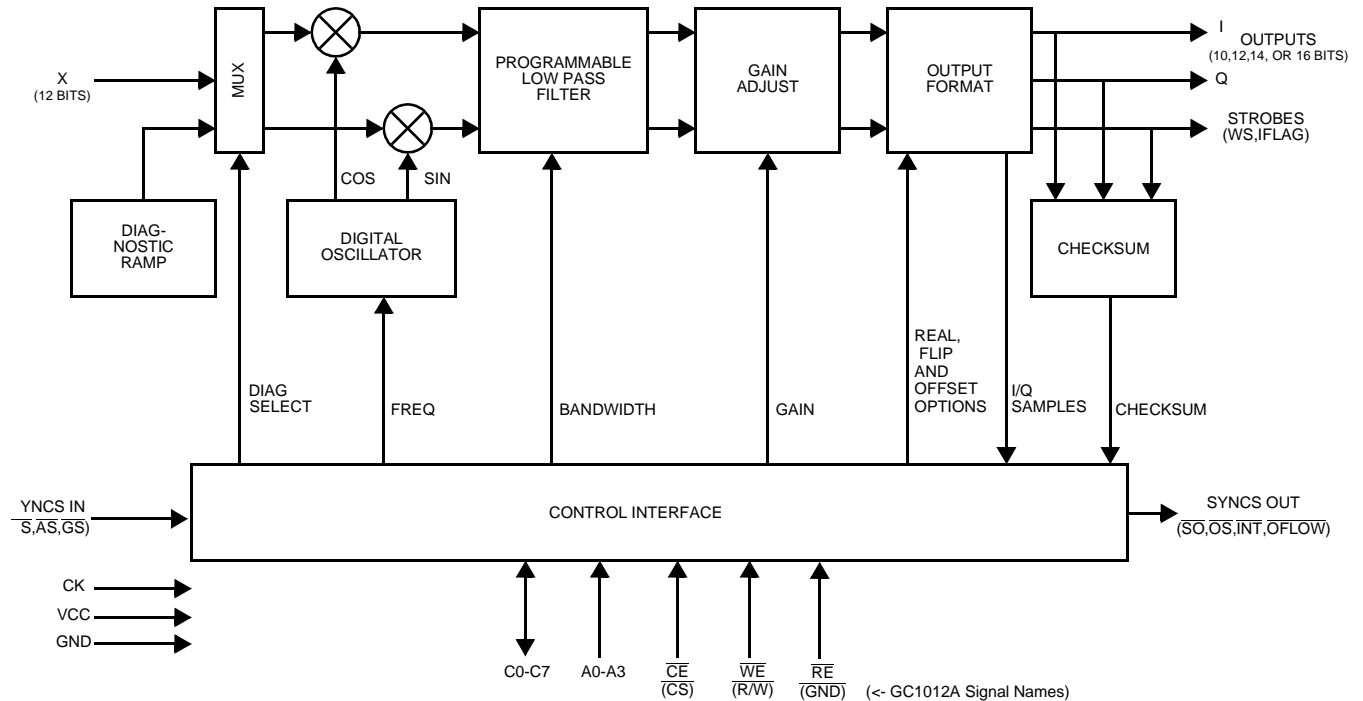 X
(12 BITS)
MUX
DIAG-
NOSTIC
RAMP
COS
SIN
DIGITAL
OSCILLATOR
PROGRAMMABLE
LOW PASS
FILTER
GAIN
ADJUST
OUTPUT
FORMAT
I
OUTPUTS
(10,12,14, OR 16 BITS)
Q
STROBES
(WS,IFLAG)
CHECKSUM
DIAG
SELECT
FREQ
BANDWIDTH
GAIN
REAL,
FLIP
AND
OFFSET
OPTIONS
I/Q
SAMPLES
CHECKSUM
YNCS IN
S,AS,GS)
CONTROL INTERFACE
SYNCS OUT
(SO,OS,INT,OFLOW)
CK
VCC
GND
C0-C7
A0-A3
CE
(CS)
WE
(R/W)
RE
(GND)
(<- GC1012A Signal Names)